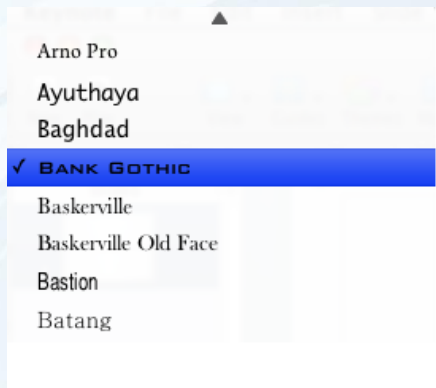 Arno Pro
Ayuthaya
Baghdad
✓ Bank Gothic
Baskerville
Baskerville Old Face
Bastion
Batang